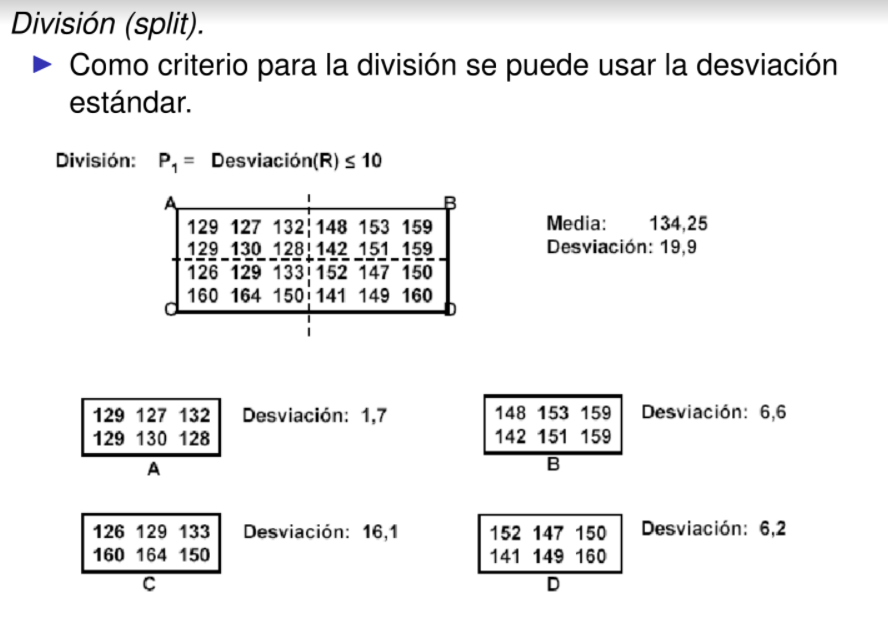 División (split).
▶ Como criterio para la división se puede usar la desviación
estándar.
División: P₁ = Desviación(R) ≤ 10
A B
129 127 132 148 153 159
129 130 128 142 151 159
126 129 133 152 147 150
160 164 150 141 149 160
C D
Media: 134,25
Desviación: 19,9
129 127 132
129 130 128
A
Desviación: 1,7
148 153 159
142 151 159
B
Desviación: 6,6
126 129 133
160 164 150
C
Desviación: 16,1
152 147 150
141 149 160
D
Desviación: 6,2